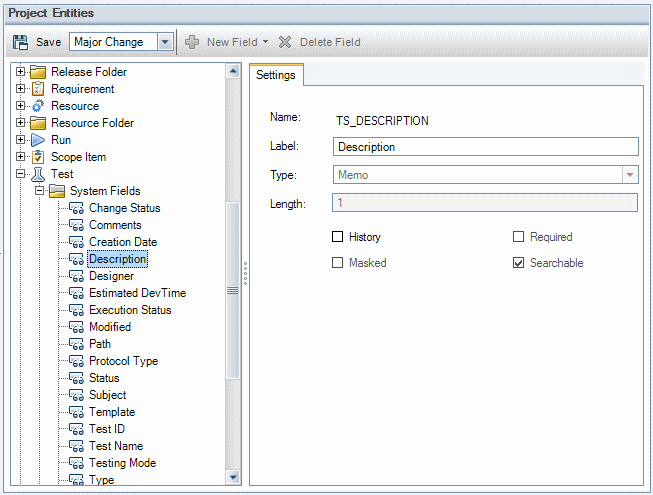 Project Entities
Save Major Change New Field Delete Field
Release Folder
Requirement
Resource
Resource Folder
Run
Scope Item
Test
System Fields
Change Status
Comments
Creation Date
Description
Designer
Estimated DevTime
Execution Status
Modified
Path
Protocol Type
Status
Subject
Template
Test ID
Test Name
Testing Mode
Type
Settings
Name: TS_DESCRIPTION
Label: Description
Type: Memo
Length: 1
History Required
Masked Searchable